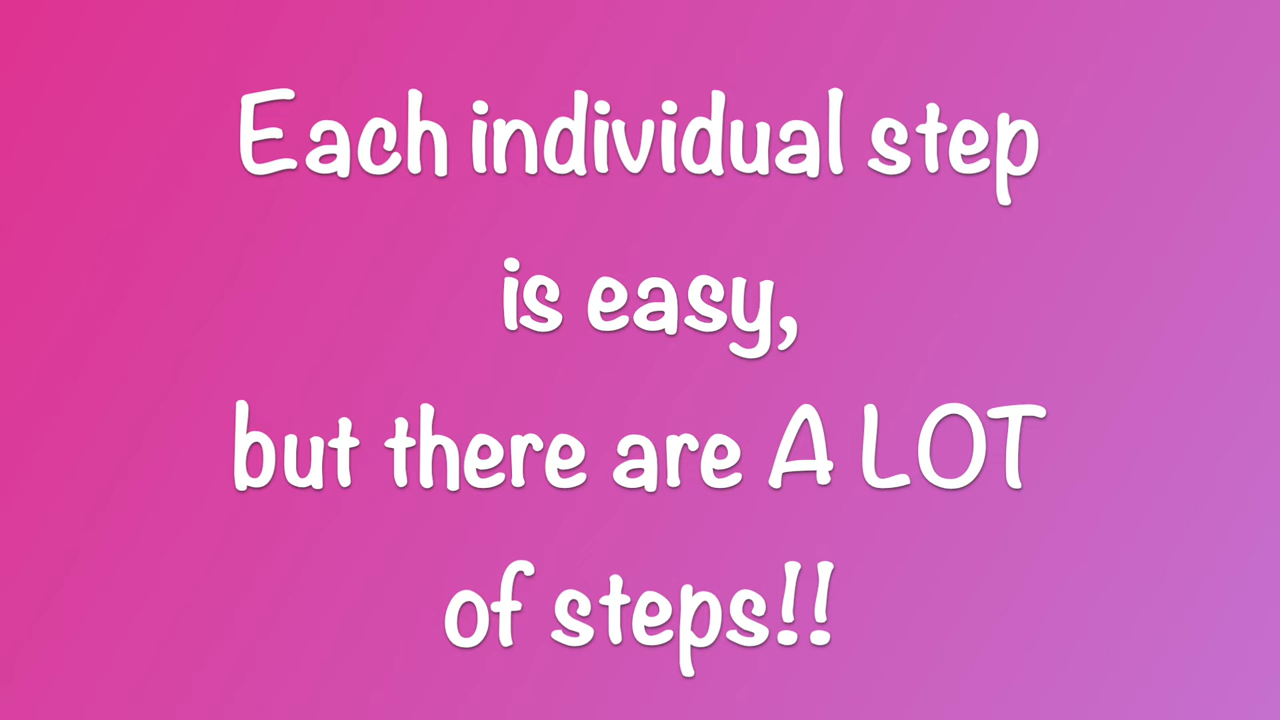 Each individual step
is easy,
but there are A LOT
of steps!!